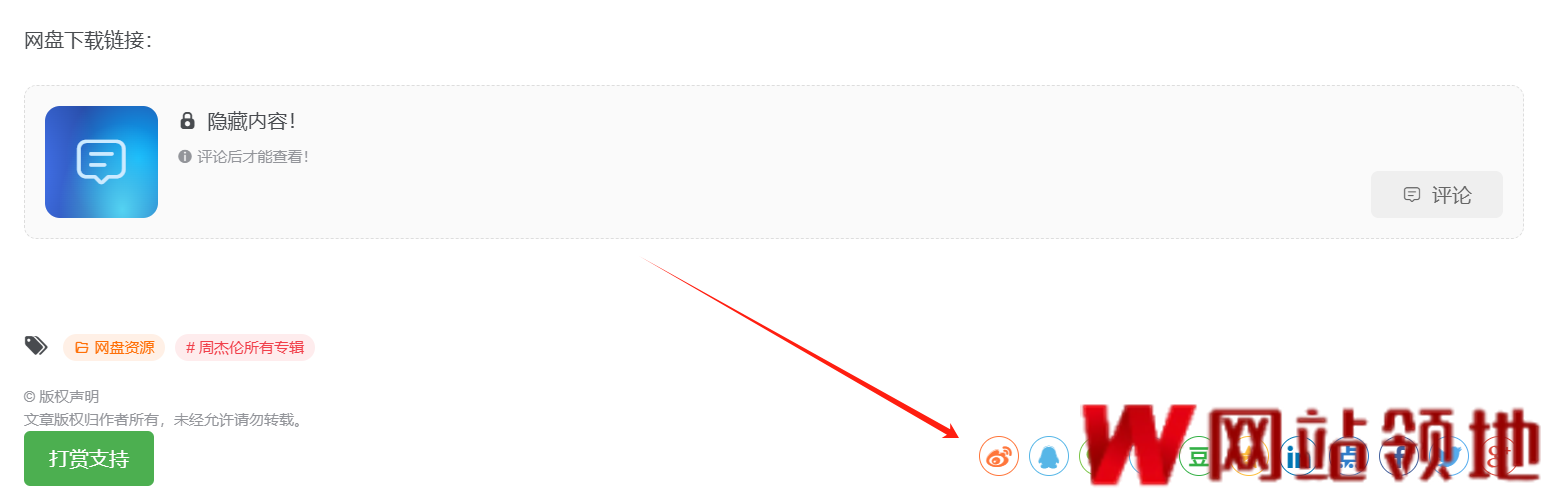 网盘下载链接：
隐藏内容！
评论后才能查看！
评论
网盘资源
# 周杰伦所有专辑
© 版权声明
文章版权归作者所有，未经允许请勿转载。
打赏支持
豆
in
点
f
g+
W网站领地